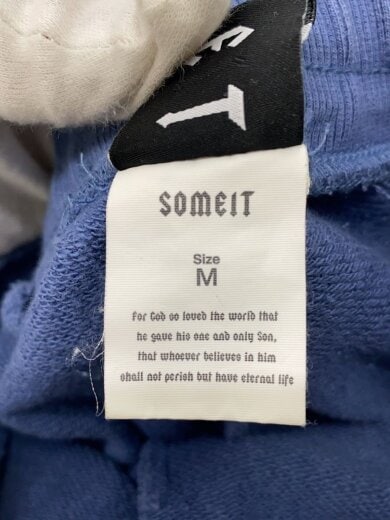 SOMEIT
Size
M
For God so loved the world that
he gave his one and only Son,
that whoever believes in him
shall not perish but have eternal life